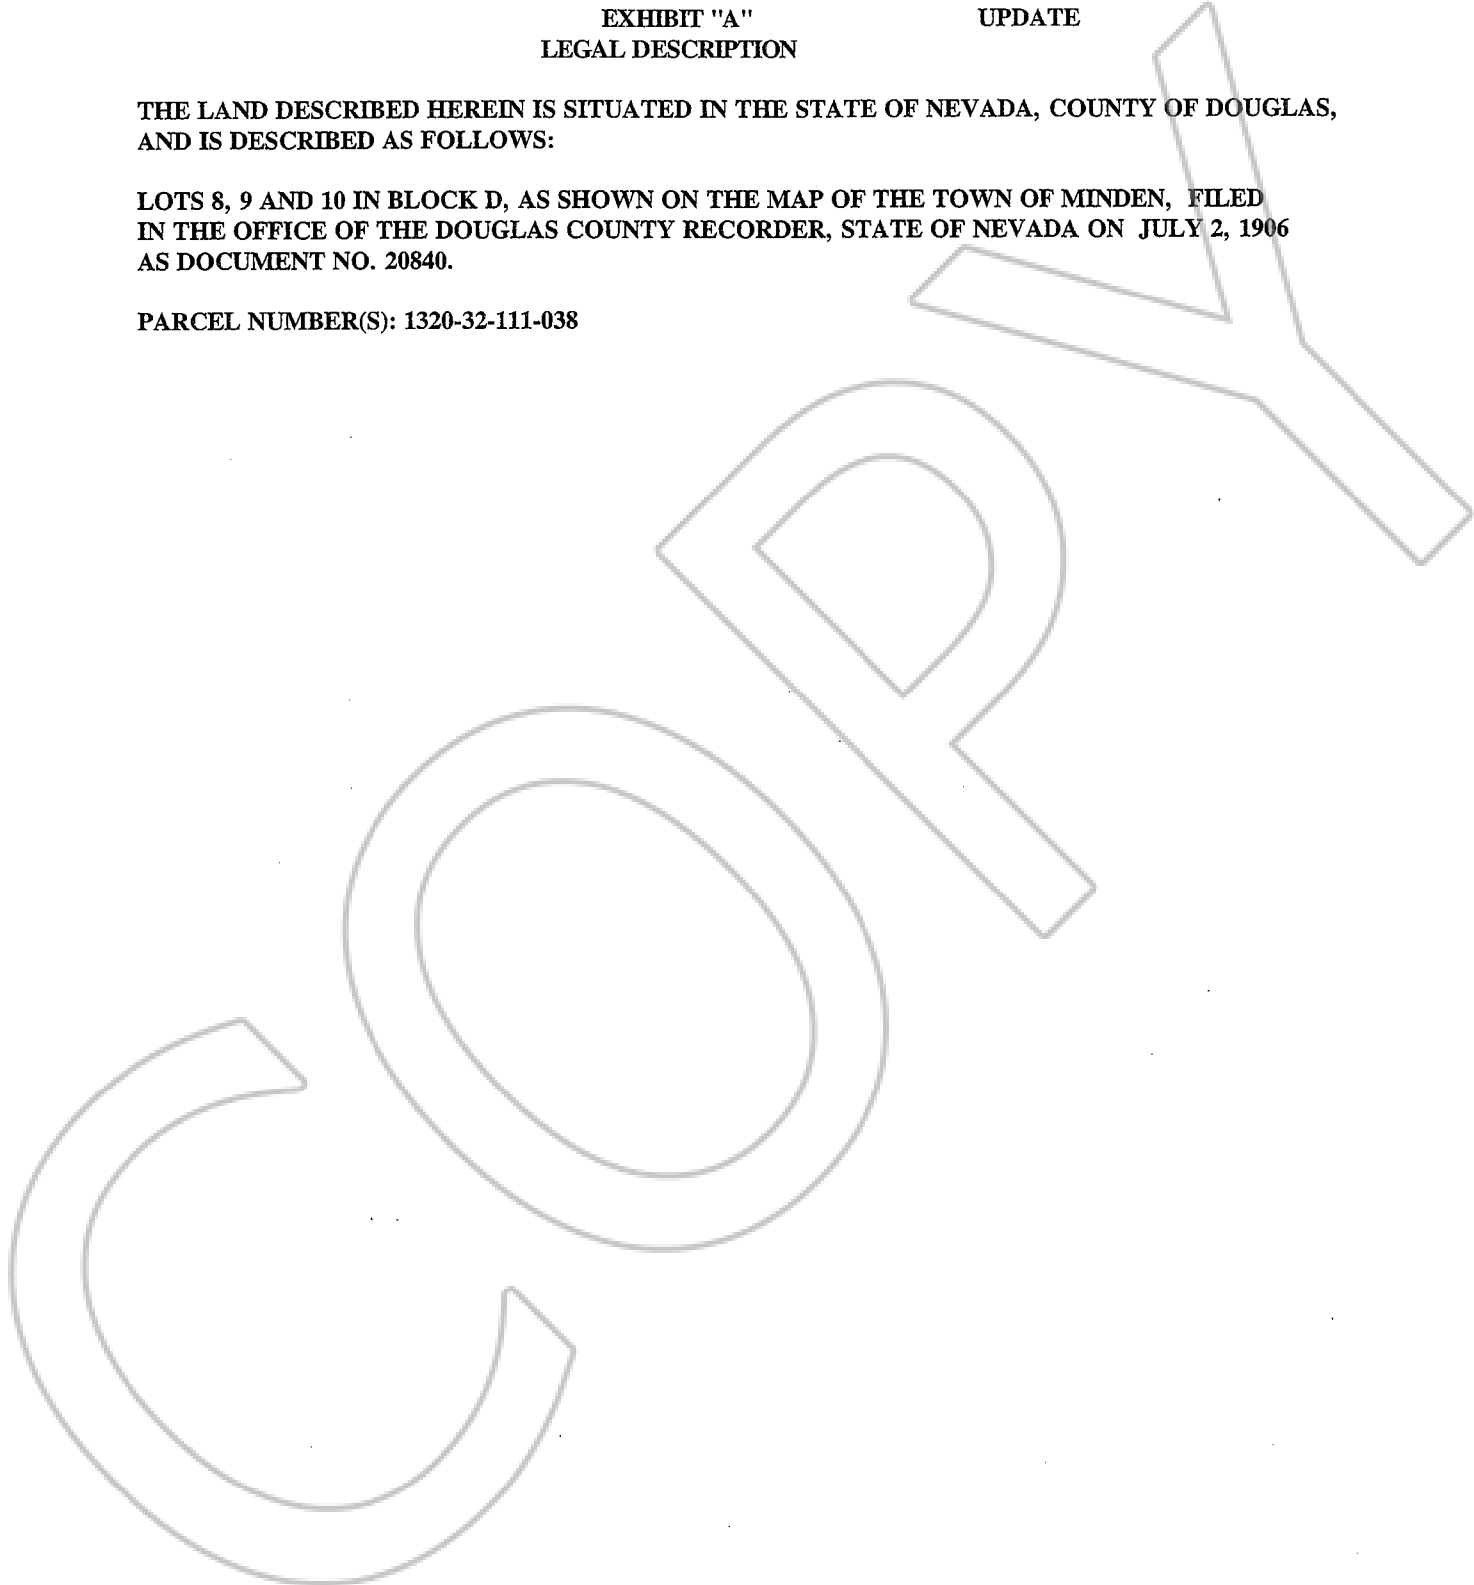 EXHIBIT "A" UPDATE
LEGAL DESCRIPTION
THE LAND DESCRIBED HEREIN IS SITUATED IN THE STATE OF NEVADA, COUNTY OF DOUGLAS,
AND IS DESCRIBED AS FOLLOWS:
LOTS 8, 9 AND 10 IN BLOCK D, AS SHOWN ON THE MAP OF THE TOWN OF MINDEN, FILED
IN THE OFFICE OF THE DOUGLAS COUNTY RECORDER, STATE OF NEVADA ON JULY 2, 1906
AS DOCUMENT NO. 20840.
PARCEL NUMBER(S): 1320-32-111-038
COPY